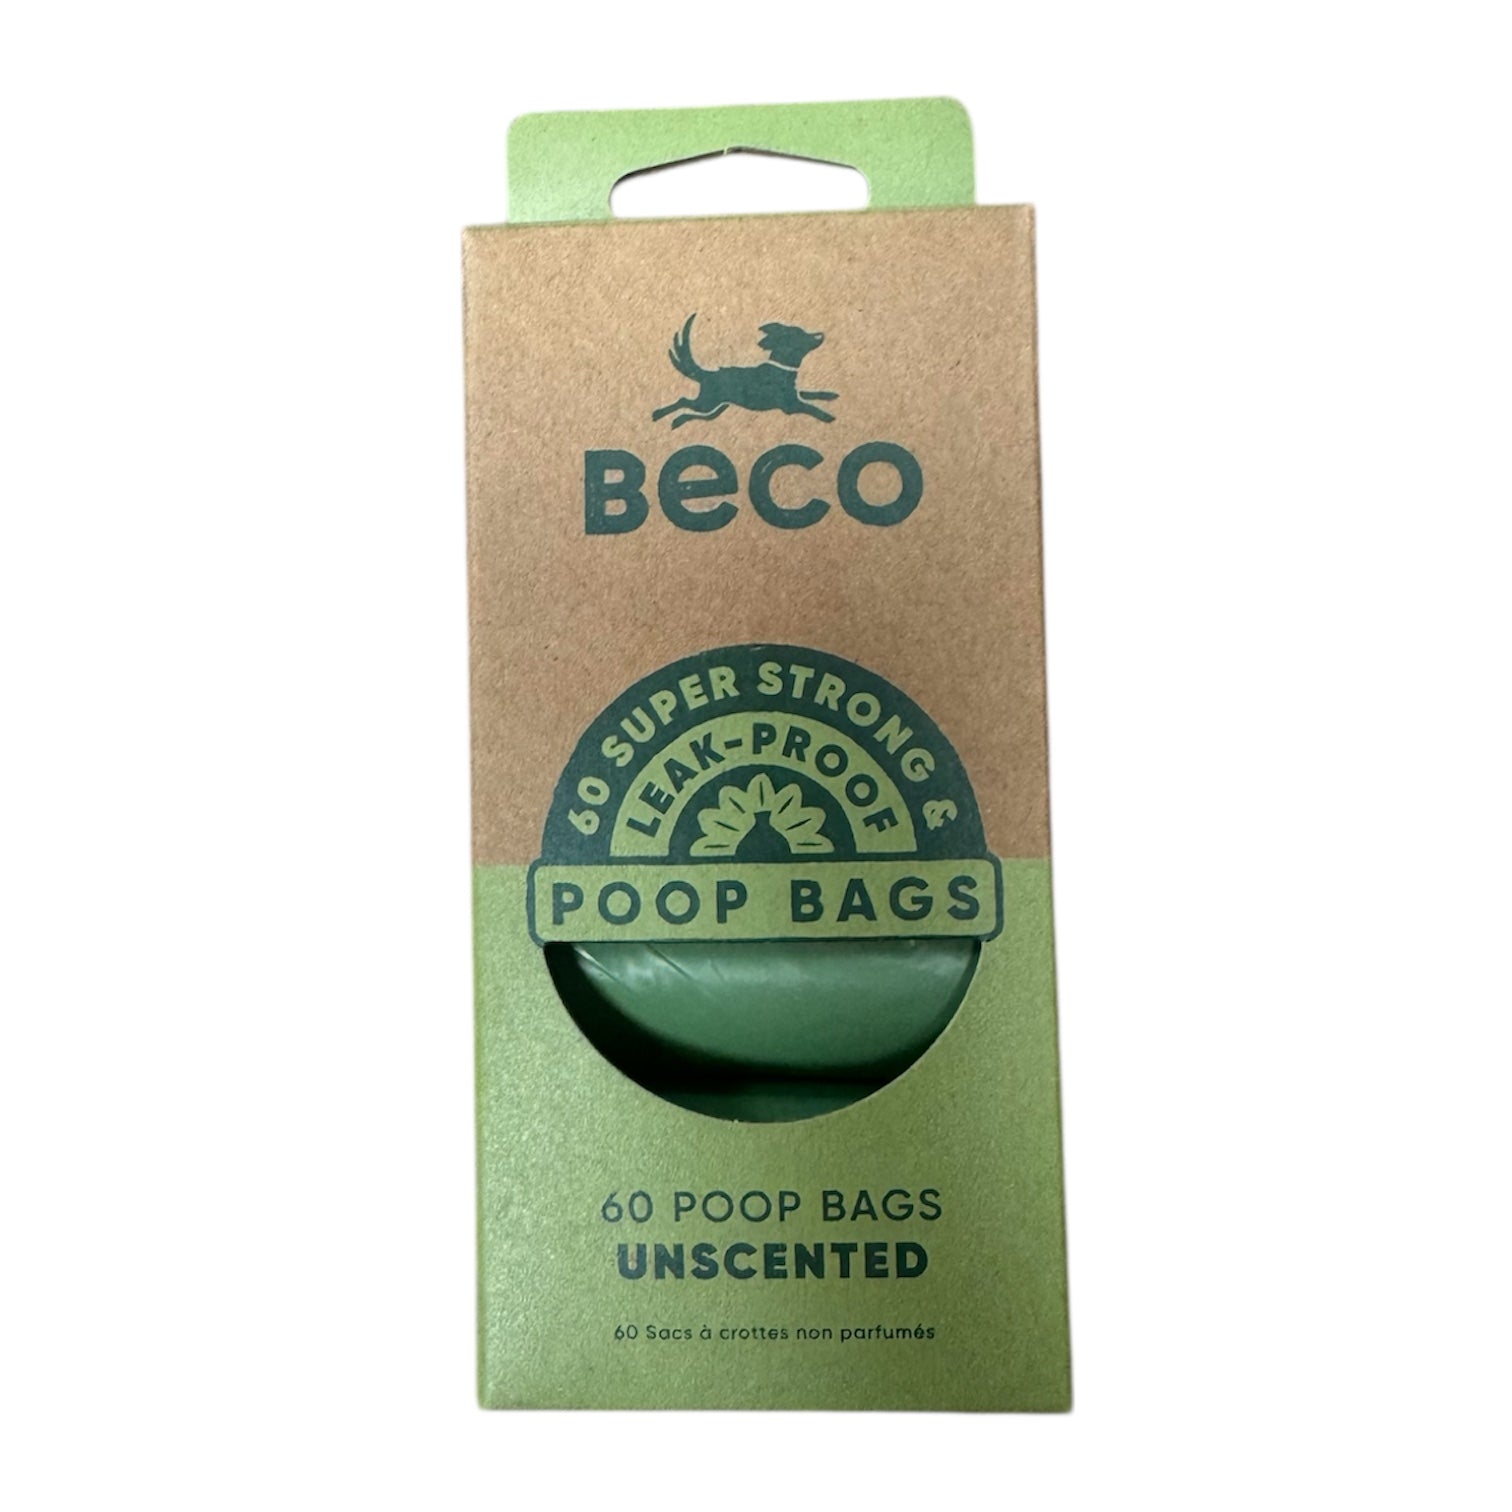 Beco
60 SUPER STRONG &
LEAK-PROOF
POOP BAGS
60 POOP BAGS
UNSCENTED
60 Sacs à crottes non parfumés